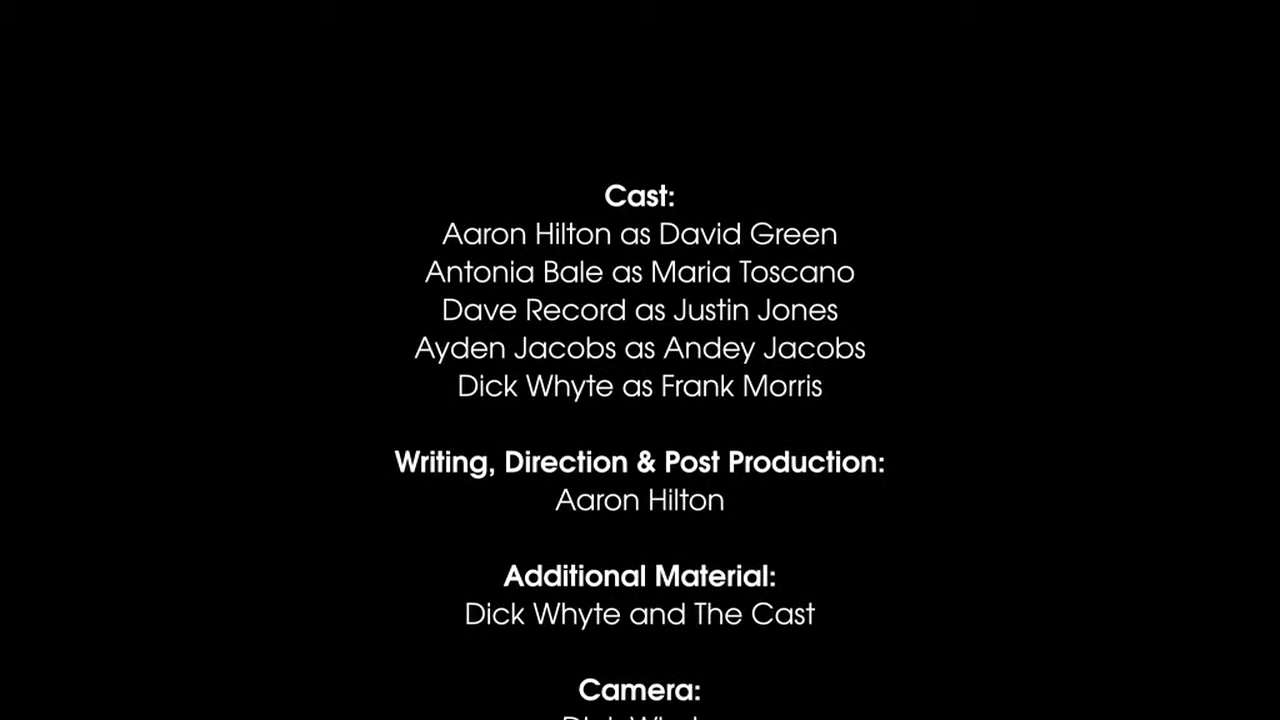 Cast:
Aaron Hilton as David Green
Antonia Bale as Maria Toscano
Dave Record as Justin Jones
Ayden Jacobs as Andey Jacobs
Dick Whyte as Frank Morris
Writing, Direction & Post Production:
Aaron Hilton
Additional Material:
Dick Whyte and The Cast
Camera: